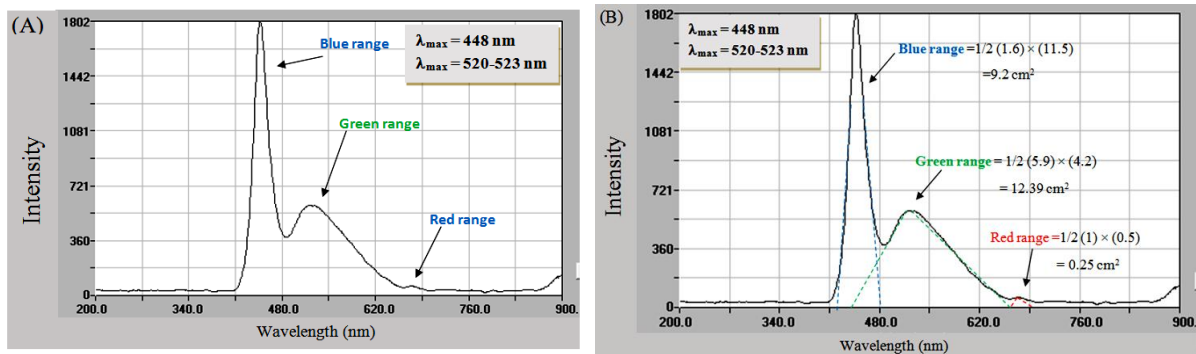 (A)
1802
1442
1081
721
360
0
200.0
340.0
480.0
620.0
760.0
900.
Intensity
Wavelength (nm)
Blue range
Green range
Red range
λmax = 448 nm
λmax = 520-523 nm
(B)
1802
1442
1081
721
360
0
200.0
340.0
480.0
620.0
760.0
900.
Intensity
Wavelength (nm)
λmax = 448 nm
λmax = 520-523 nm
Blue range =1/2 (1.6) × (11.5)
=9.2 cm²
Green range = 1/2 (5.9) × (4.2)
= 12.39 cm²
Red range =1/2 (1) × (0.5)
= 0.25 cm²